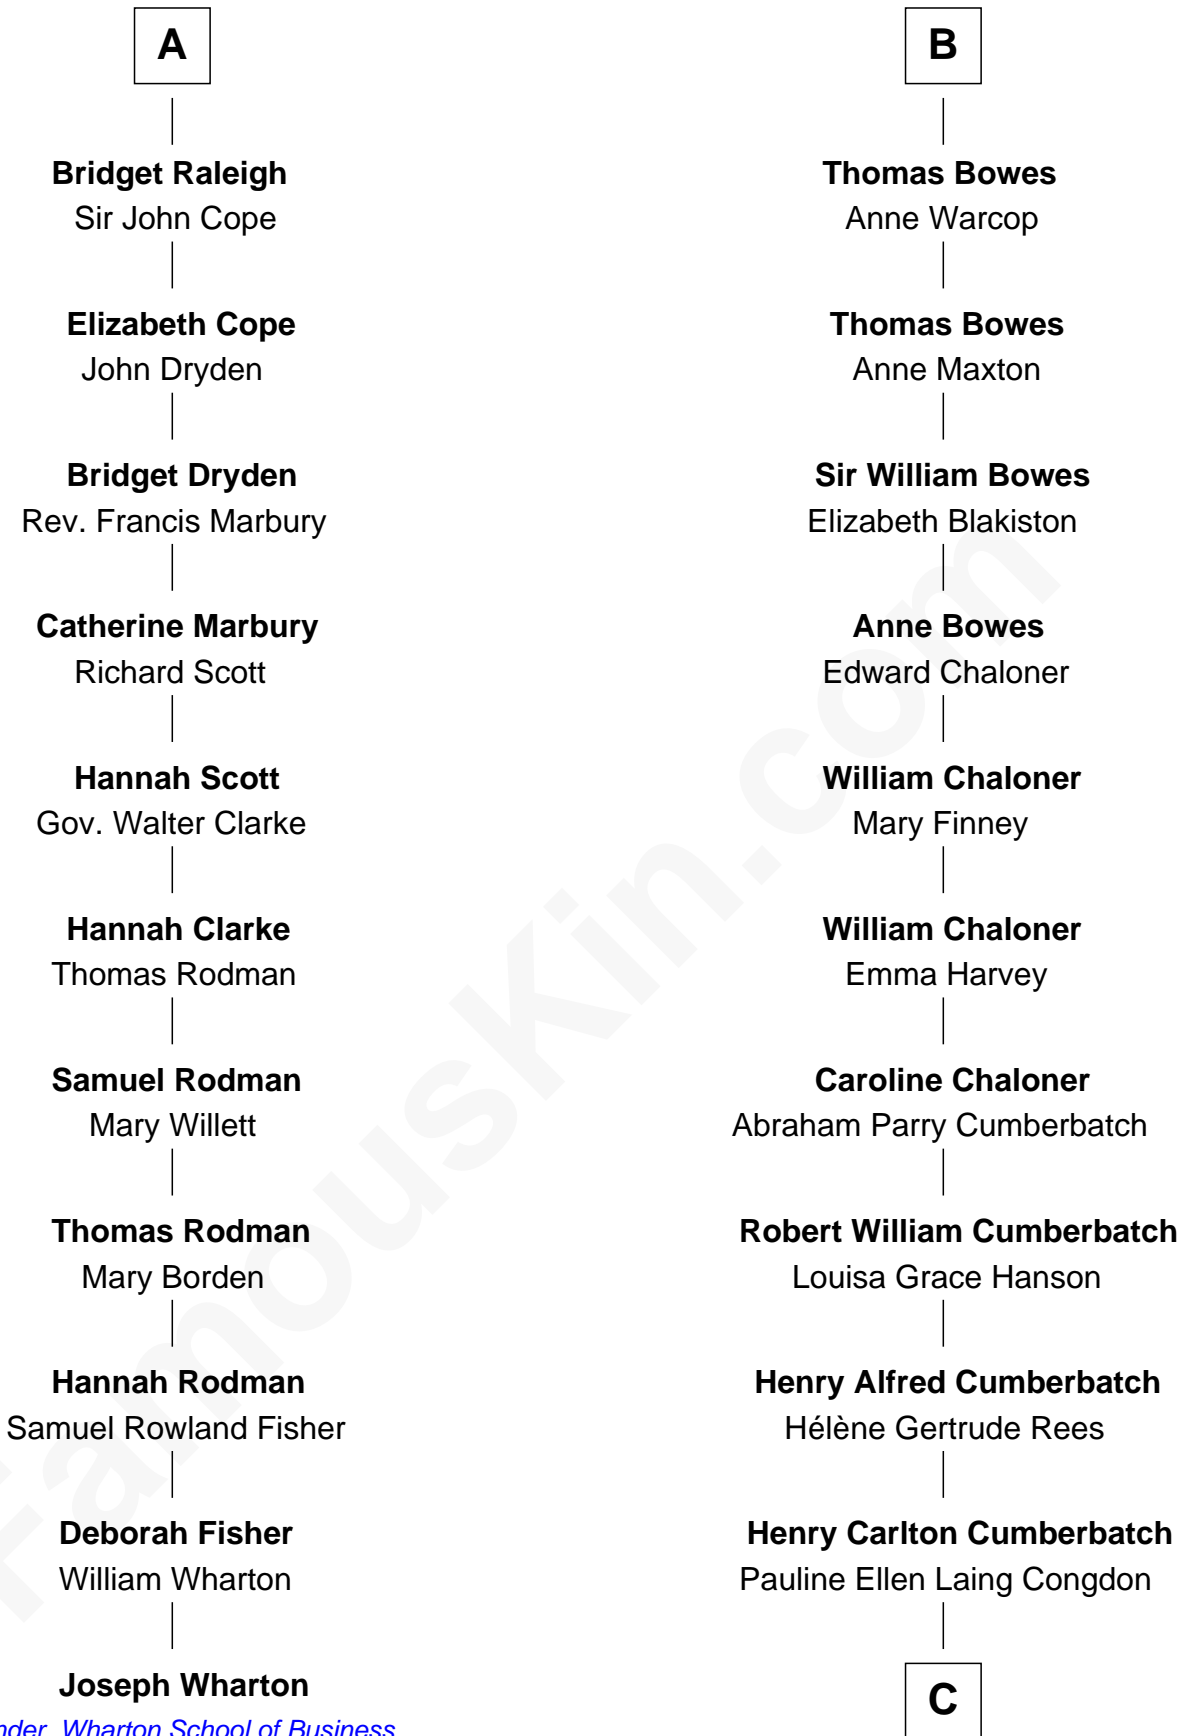 A
Bridget Raleigh
Sir John Cope
Elizabeth Cope
John Dryden
Bridget Dryden
Rev. Francis Marbury
Catherine Marbury
Richard Scott
Hannah Scott
Gov. Walter Clarke
Hannah Clarke
Thomas Rodman
Samuel Rodman
Mary Willett
Thomas Rodman
Mary Borden
Hannah Rodman
Samuel Rowland Fisher
Deborah Fisher
William Wharton
Joseph Wharton
Wharton School of Business
B
Thomas Bowes
Anne Warcop
Thomas Bowes
Anne Maxton
Sir William Bowes
Elizabeth Blakiston
Anne Bowes
Edward Chaloner
William Chaloner
Mary Finney
William Chaloner
Emma Harvey
Caroline Chaloner
Abraham Parry Cumberbatch
Robert William Cumberbatch
Louisa Grace Hanson
Henry Alfred Cumberbatch
Hélène Gertrude Rees
Henry Carlton Cumberbatch
Pauline Ellen Laing Congdon
C
FamousKin.com